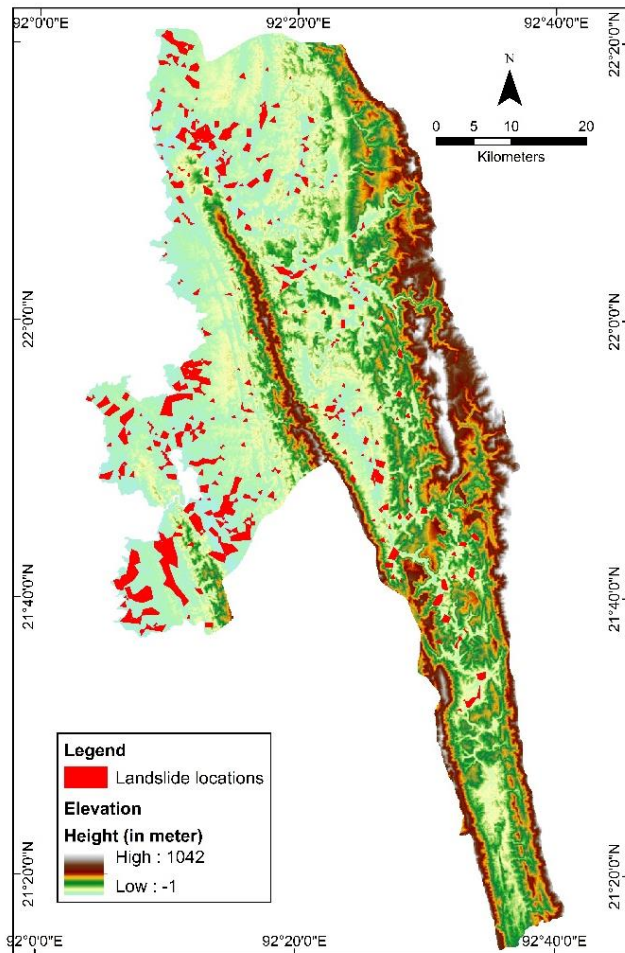 92°0'0"E 92°20'0"E 92°40'0"E
22°20'0"N
N
0 5 10 20
Kilometers
22°0'0"N 22°0'0"N
21°40'0"N 21°40'0"N
Legend
Landslide locations
Elevation
Height (in meter)
High : 1042
Low : -1
21°20'0"N 21°20'0"N
92°0'0"E 92°20'0"E 92°40'0"E